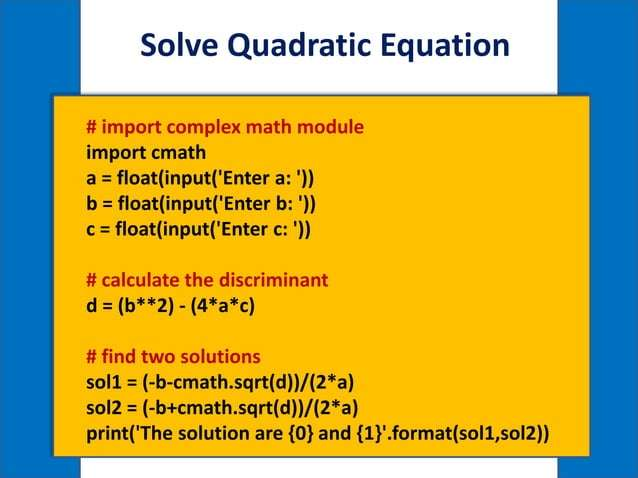 Solve Quadratic Equation
# import complex math module
import cmath
a = float(input('Enter a: '))
b = float(input('Enter b: '))
c = float(input('Enter c: '))
# calculate the discriminant
d = (b**2) - (4*a*c)
# find two solutions
sol1 = (-b-cmath.sqrt(d))/(2*a)
sol2 = (-b+cmath.sqrt(d))/(2*a)
print('The solution are {0} and {1}'.format(sol1,sol2))